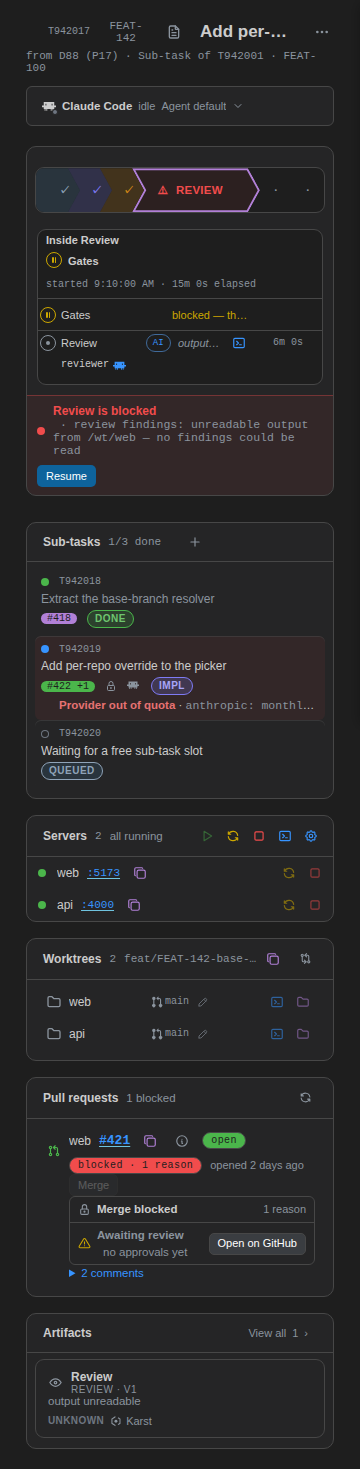 T942017 FEAT-142 Add per-…
from D88 (P17) · Sub-task of T942001 · FEAT-
100
Claude Code idle Agent default
REVIEW
Inside Review
Gates
started 9:10:00 AM · 15m 0s elapsed
Gates blocked — th…
Review AI output… 6m 0s
reviewer
Review is blocked
· review findings: unreadable output
from /wt/web — no findings could be
read
Resume
Sub-tasks 1/3 done
T942018
Extract the base-branch resolver
#418 DONE
T942019
Add per-repo override to the picker
#422 +1 IMPL
Provider out of quota · anthropic: monthl…
T942020
Waiting for a free sub-task slot
QUEUED
Servers 2 all running
web :5173
api :4000
Worktrees 2 feat/FEAT-142-base-…
web main
api main
Pull requests 1 blocked
web #421 open
blocked · 1 reason opened 2 days ago
Merge
Merge blocked 1 reason
Awaiting review
no approvals yet
Open on GitHub
2 comments
Artifacts View all 1 ›
Review
REVIEW · V1
output unreadable
UNKNOWN Karst